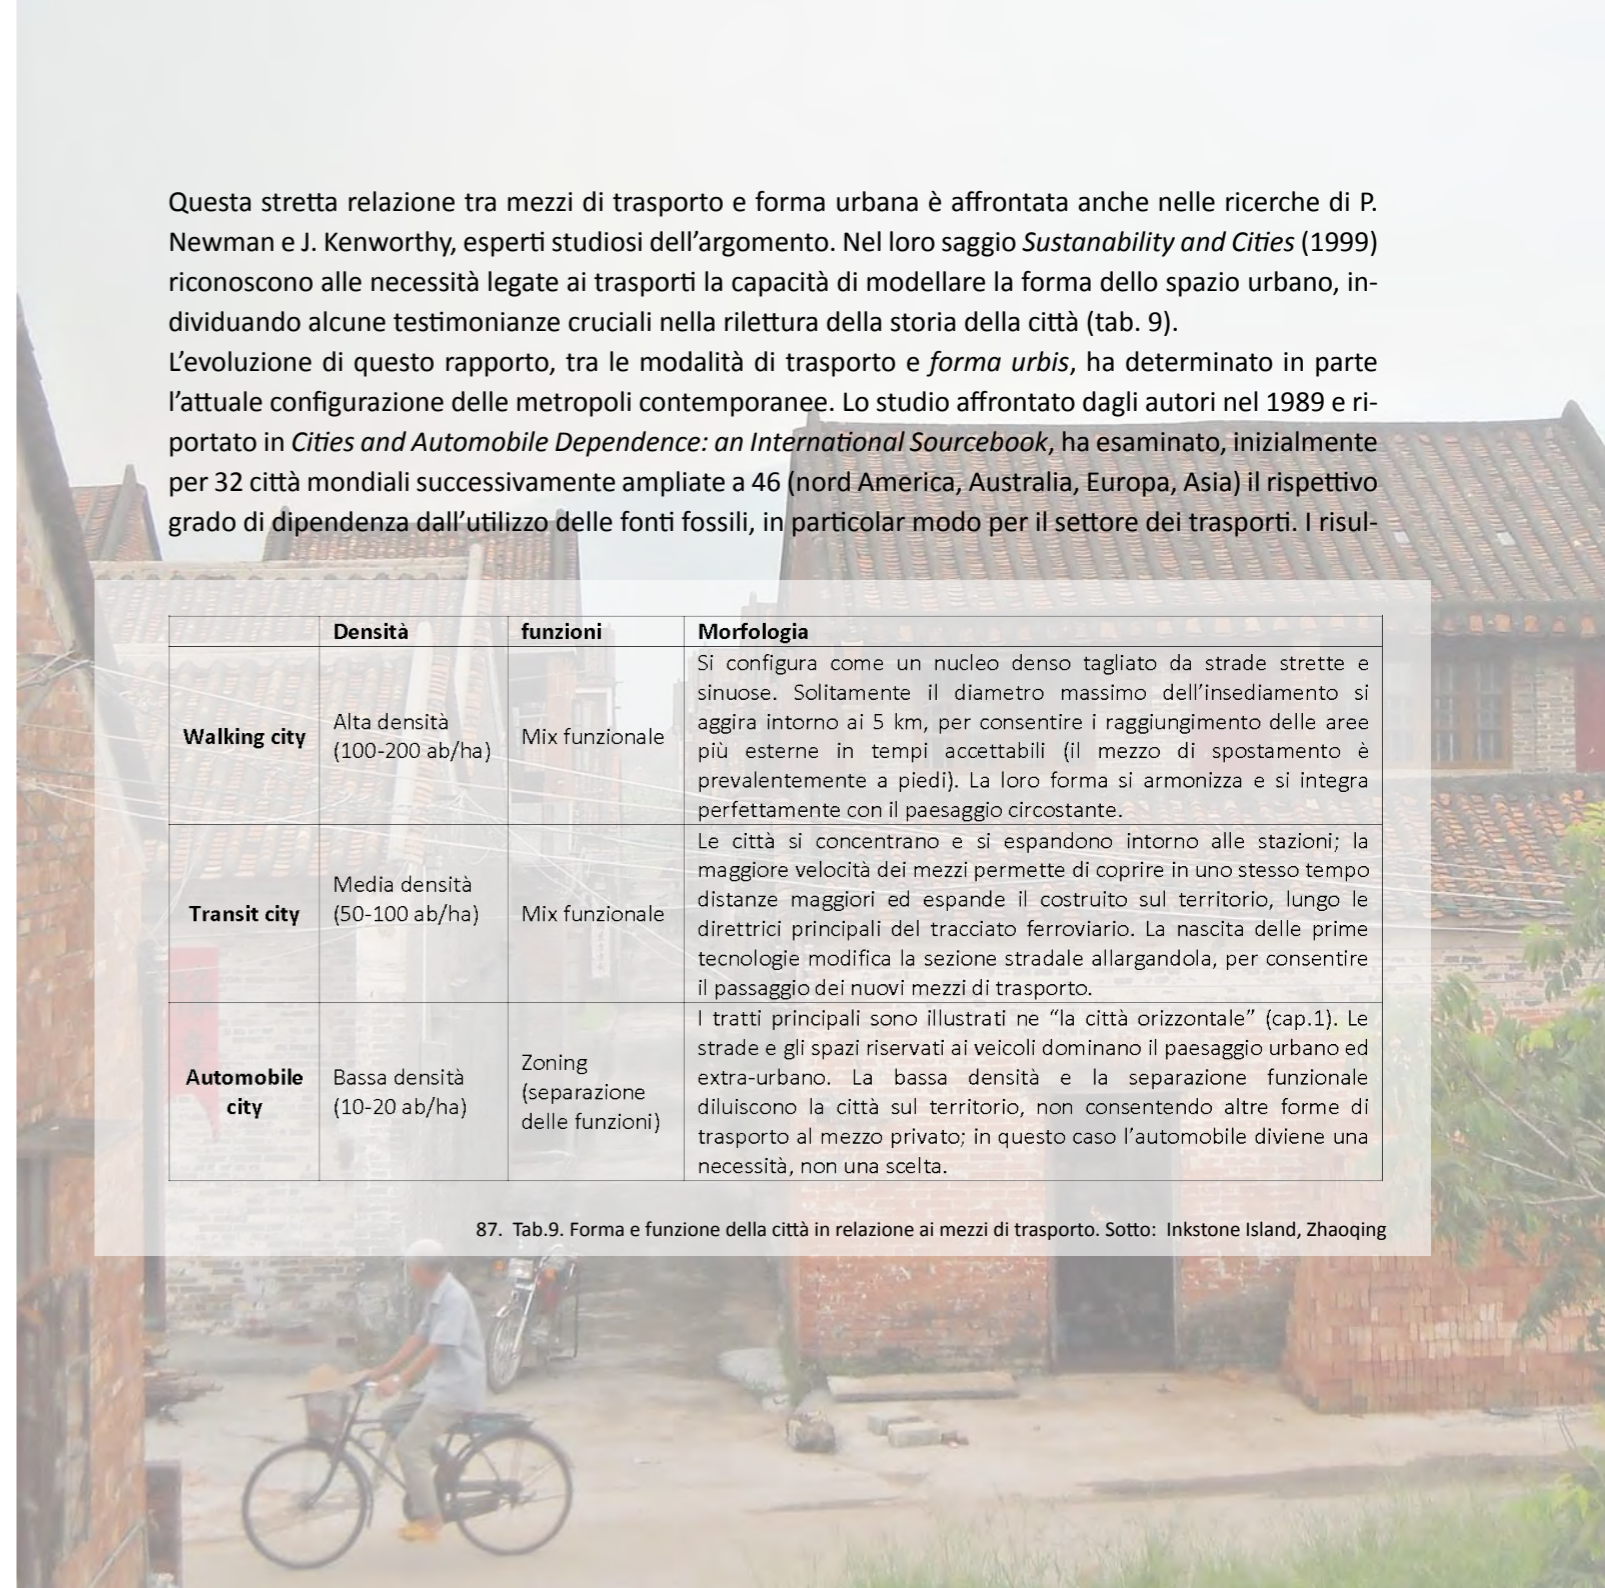 Questa stretta relazione tra mezzi di trasporto e forma urbana è affrontata anche nelle ricerche di P.
Newman e J. Kenworthy, esperti studiosi dell'argomento. Nel loro saggio Sustanability and Cities (1999)
riconoscono alle necessità legate ai trasporti la capacità di modellare la forma dello spazio urbano, in-
dividuando alcune testimonianze cruciali nella rilettura della storia della città (tab. 9).
L'evoluzione di questo rapporto, tra le modalità di trasporto e forma urbis, ha determinato in parte
l'attuale configurazione delle metropoli contemporanee. Lo studio affrontato dagli autori nel 1989 e ri-
portato in Cities and Automobile Dependence: an International Sourcebook, ha esaminato, inizialmente
per 32 città mondiali successivamente ampliate a 46 (nord America, Australia, Europa, Asia) il rispettivo
grado di dipendenza dall'utilizzo delle fonti fossili, in particolar modo per il settore dei trasporti. I risul-
Densità funzioni Morfologia
Walking city
Alta densità
(100-200 ab/ha)
Mix funzionale
Si configura come un nucleo denso tagliato da strade strette e
sinuose. Solitamente il diametro massimo dell'insediamento si
aggira intorno ai 5 km, per consentire i raggiungimento delle aree
più esterne in tempi accettabili (il mezzo di spostamento è
prevalentemente a piedi). La loro forma si armonizza e si integra
perfettamente con il paesaggio circostante.
Transit city
Media densità
(50-100 ab/ha)
Mix funzionale
Le città si concentrano e si espandono intorno alle stazioni; la
maggiore velocità dei mezzi permette di coprire in uno stesso tempo
distanze maggiori ed espande il costruito sul territorio, lungo le
direttrici principali del tracciato ferroviario. La nascita delle prime
tecnologie modifica la sezione stradale allargandola, per consentire
il passaggio dei nuovi mezzi di trasporto.
Automobile
city
Bassa densità
(10-20 ab/ha)
Zoning
(separazione
delle funzioni)
I tratti principali sono illustrati ne "la città orizzontale" (cap.1). Le
strade e gli spazi riservati ai veicoli dominano il paesaggio urbano ed
extra-urbano. La bassa densità e la separazione funzionale
diluiscono la città sul territorio, non consentendo altre forme di
trasporto al mezzo privato; in questo caso l'automobile diviene una
necessità, non una scelta.
87. Tab.9. Forma e funzione della città in relazione ai mezzi di trasporto. Sotto: Inkstone Island, Zhaoqing